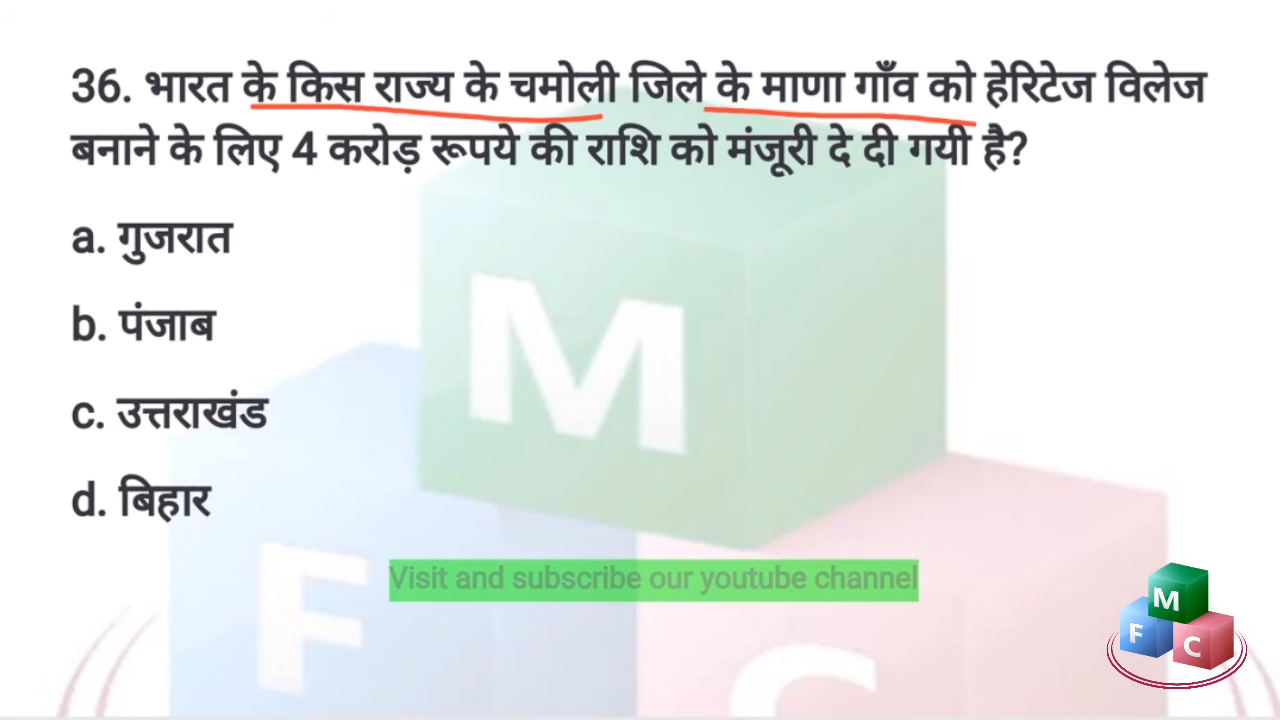 36. भारत के किस राज्य के चमोली जिले के माणा गाँव को हेरिटेज विलेज
बनाने के लिए 4 करोड़ रूपये की राशि को मंजूरी दे दी गयी है?
a. गुजरात
b. पंजाब
c. उत्तराखंड
d. बिहार
M
F
C
Visit and subscribe our youtube channel
M
F
C